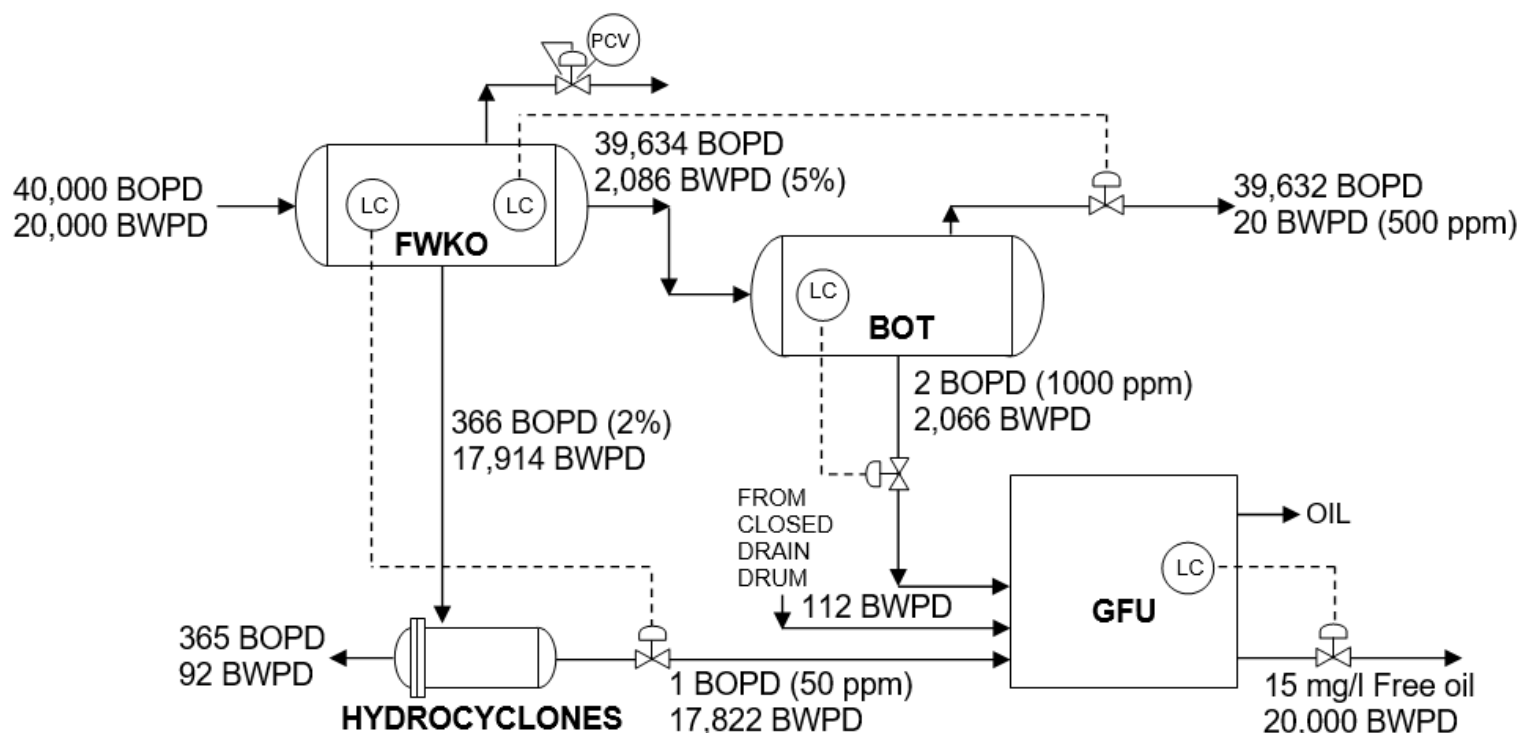 PCV
40,000 BOPD
20,000 BWPD
LC
LC
FWKO
39,634 BOPD
2,086 BWPD (5%)
39,632 BOPD
20 BWPD (500 ppm)
LC
BOT
2 BOPD (1000 ppm)
2,066 BWPD
366 BOPD (2%)
17,914 BWPD
FROM
CLOSED
DRAIN
DRUM
112 BWPD
OIL
LC
GFU
365 BOPD
92 BWPD
HYDROCYCLONES
1 BOPD (50 ppm)
17,822 BWPD
15 mg/l Free oil
20,000 BWPD